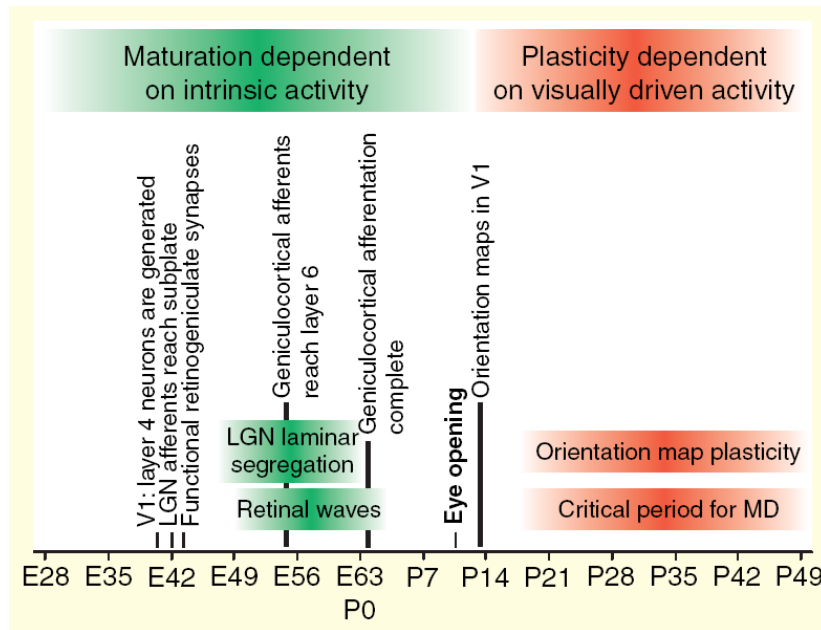 Maturation dependent
on intrinsic activity
Plasticity dependent
on visually driven activity
V1: layer 4 neurons are generated
LGN afferents reach subplate
Functional retinogeniculate synapses
Geniculocortical afferents
reach layer 6
Geniculocortical afferentation
complete
Eye opening
Orientation maps in V1
LGN laminar
segregation
Retinal waves
Orientation map plasticity
Critical period for MD
E28 E35 E42 E49 E56 E63 P7 P14 P21 P28 P35 P42 P49
P0